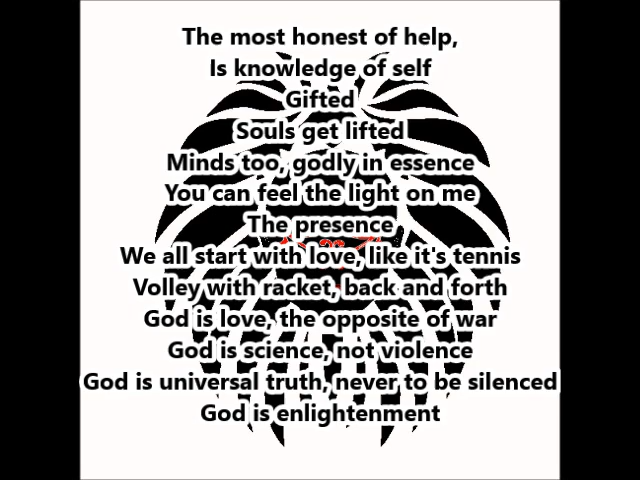 The most honest of help,
Is knowledge of self
Gifted
Souls get lifted
Minds too, godly in essence
You can feel the light on me
The presence
We all start with love, like it's tennis
Volley with racket, back and forth
God is love, the opposite of war
God is science, not violence
God is universal truth, never to be silenced
God is enlightenment